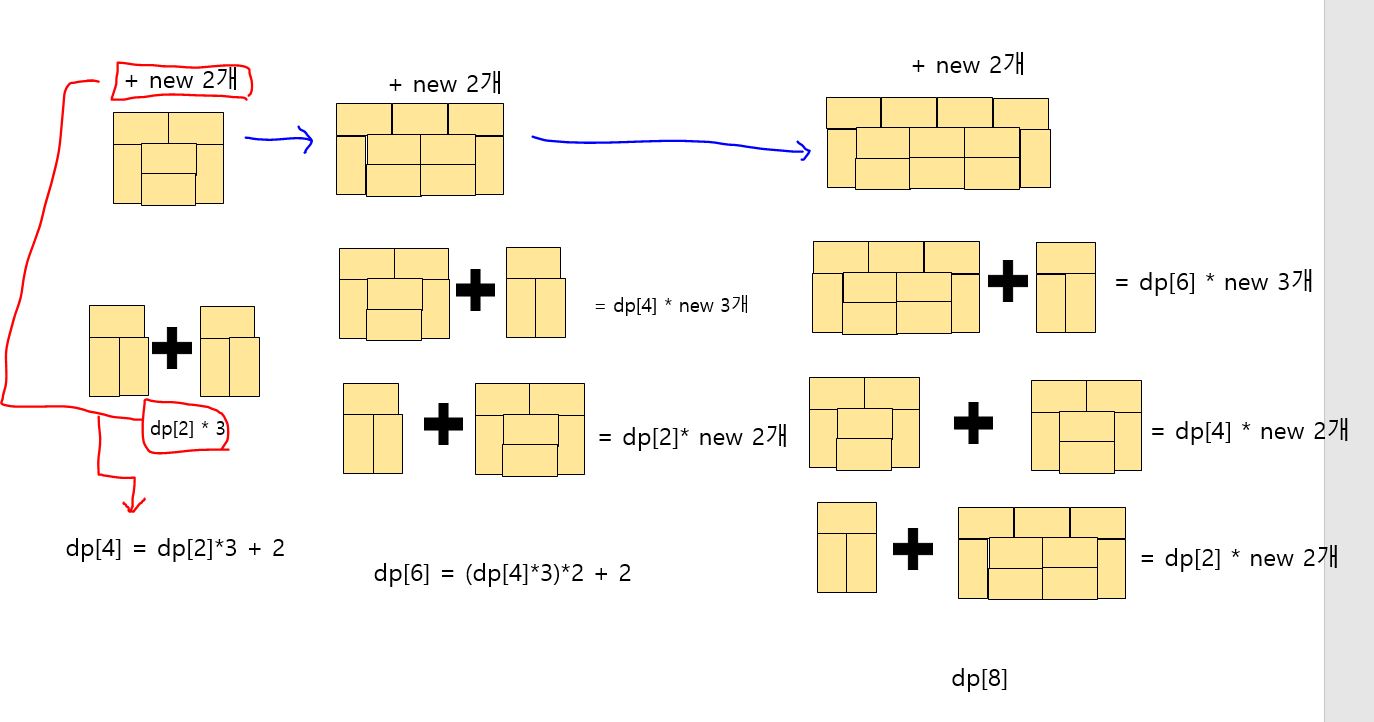 + new 2개
+ new 2개
+ new 2개
= dp[4] * new 3개
= dp[6] * new 3개
dp[2] * 3
= dp[2]* new 2개
= dp[4] * new 2개
dp[4] = dp[2]*3 + 2
dp[6] = (dp[4]*3)*2 + 2
= dp[2] * new 2개
dp[8]